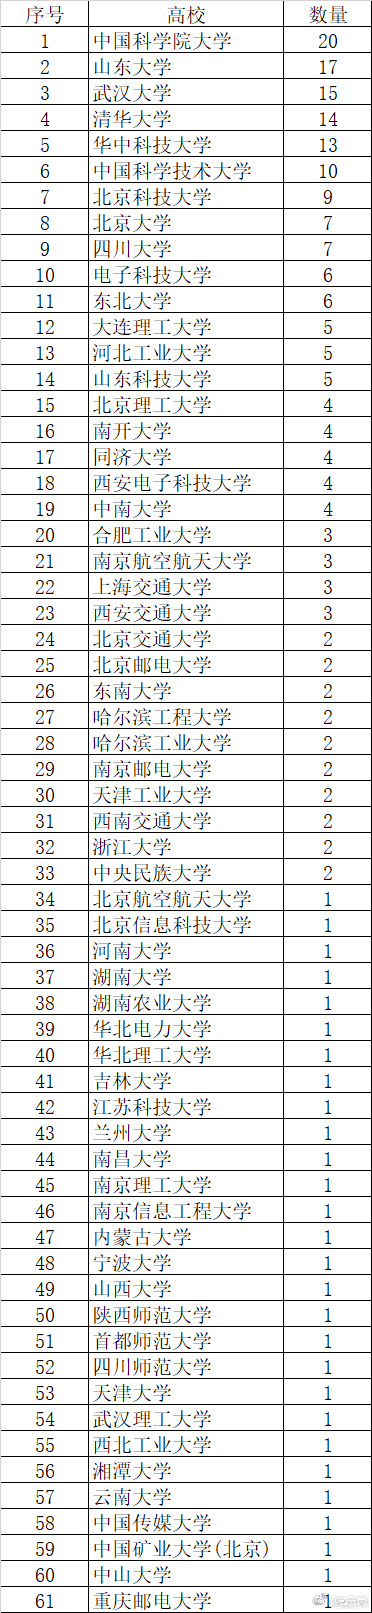 序号 高校 数量
1 中国科学院大学 20
2 山东大学 17
3 武汉大学 15
4 清华大学 14
5 华中科技大学 13
6 中国科学技术大学 10
7 北京科技大学 9
8 北京大学 7
9 四川大学 7
10 电子科技大学 6
11 东北大学 6
12 大连理工大学 5
13 河北工业大学 5
14 山东科技大学 5
15 北京理工大学 4
16 南开大学 4
17 同济大学 4
18 西安电子科技大学 4
19 中南大学 4
20 合肥工业大学 3
21 南京航空航天大学 3
22 上海交通大学 3
23 西安交通大学 3
24 北京交通大学 2
25 北京邮电大学 2
26 东南大学 2
27 哈尔滨工程大学 2
28 哈尔滨工业大学 2
29 南京邮电大学 2
30 天津工业大学 2
31 西南交通大学 2
32 浙江大学 2
33 中央民族大学 2
34 北京航空航天大学 1
35 北京信息科技大学 1
36 河南大学 1
37 湖南大学 1
38 湖南农业大学 1
39 华北电力大学 1
40 华北理工大学 1
41 吉林大学 1
42 江苏科技大学 1
43 兰州大学 1
44 南昌大学 1
45 南京理工大学 1
46 南京信息工程大学 1
47 内蒙古大学 1
48 宁波大学 1
49 山西大学 1
50 陕西师范大学 1
51 首都师范大学 1
52 四川师范大学 1
53 天津大学 1
54 武汉理工大学 1
55 西北工业大学 1
56 湘潭大学 1
57 云南大学 1
58 中国传媒大学 1
59 中国矿业大学(北京) 1
60 中山大学 1
61 重庆邮电大学 1